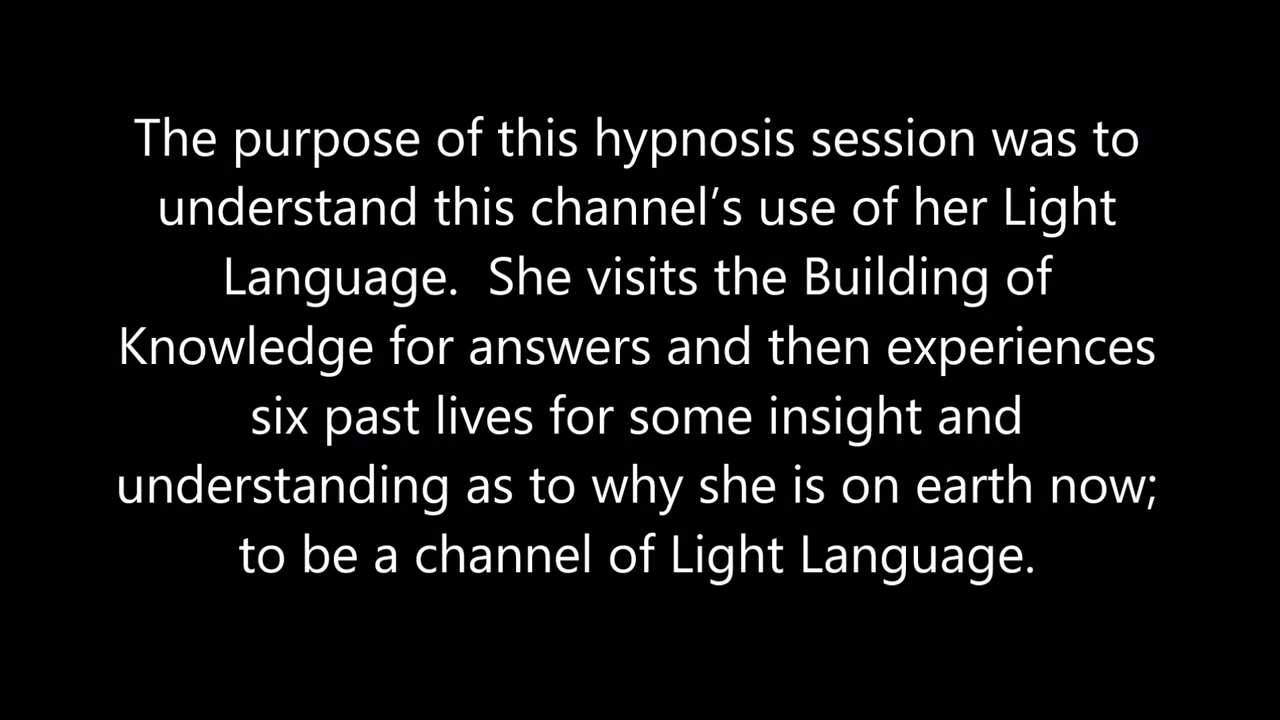 The purpose of this hypnosis session was to
understand this channel’s use of her Light
Language.  She visits the Building of
Knowledge for answers and then experiences
six past lives for some insight and
understanding as to why she is on earth now;
to be a channel of Light Language.